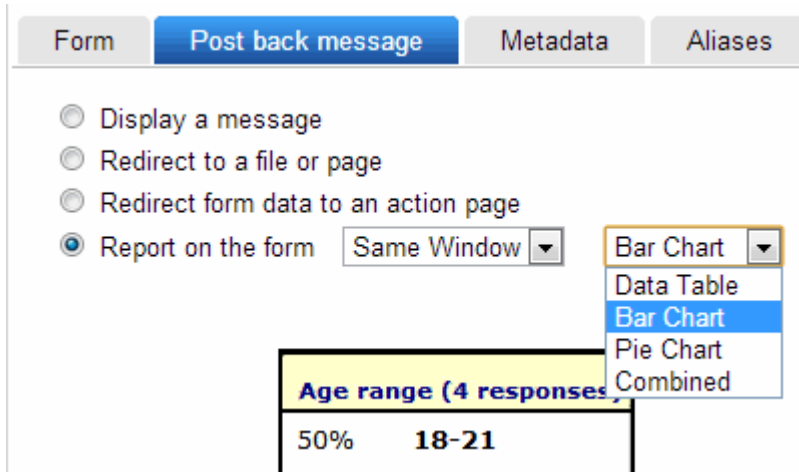 Form Post back message Metadata Aliases
Display a message
Redirect to a file or page
Redirect form data to an action page
Report on the form Same Window Bar Chart
Data Table
Bar Chart
Pie Chart
Combined
Age range (4 responses)
50% 18-21